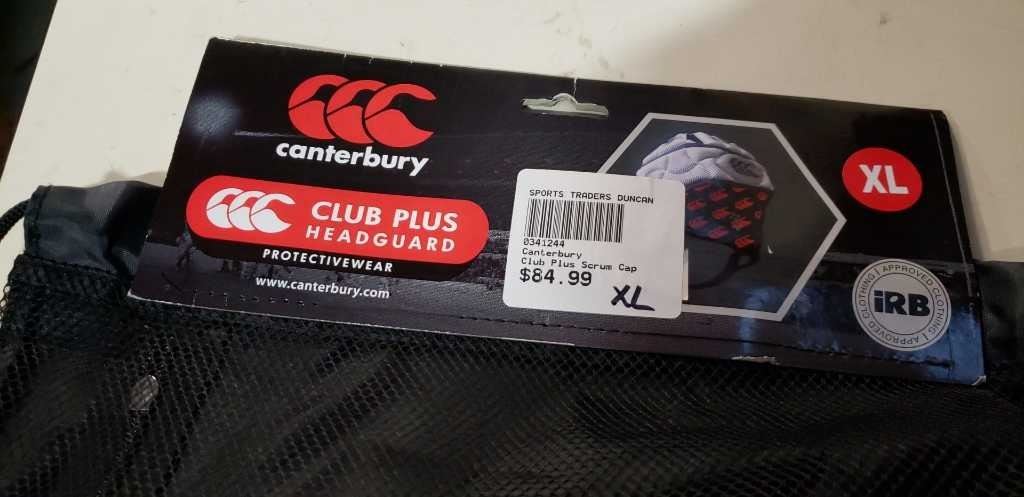 canterbury
CLUB PLUS
HEADGUARD
PROTECTIVEWEAR
www.canterbury.com
SPORTS TRADERS DUNCAN
0341244
Canterbury
Club Plus Scrum Cap
$84.99
XL
XL
APPROVED CLOTHING
iRB
APPROVED CLOTHING